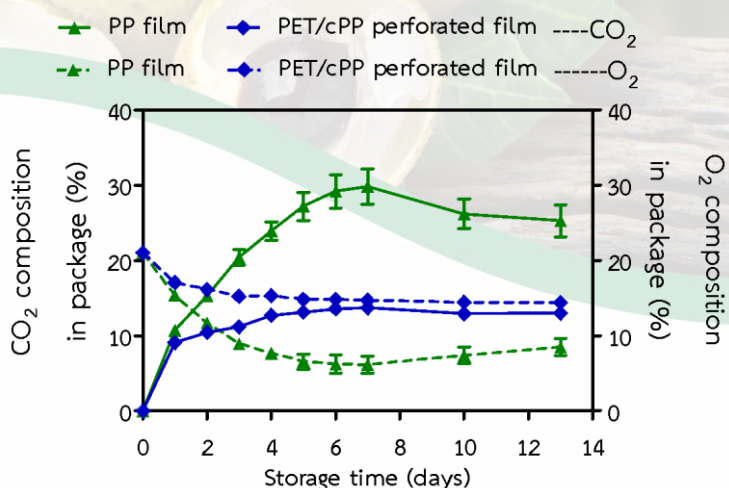 PP film PET/cPP perforated film ----CO₂
PP film PET/cPP perforated film ------O₂
CO₂ composition
in package (%)
40 40
30 30
20 20
10 10
0 0
in package (%)
O₂ composition
0 2 4 6 8 10 12 14
Storage time (days)